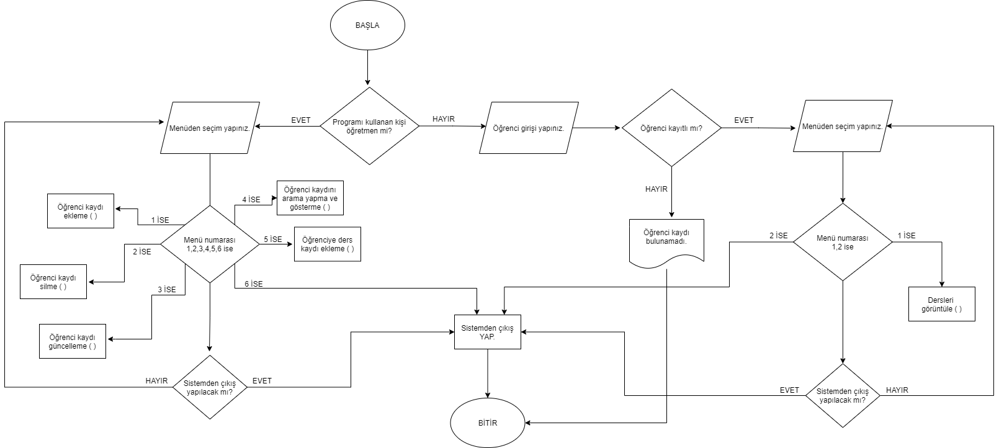 BAŞLA
EVET
Programı kullanan kişi
öğretmen mi?
HAYIR
Menüden seçim yapınız.
Öğrenci girişi yapınız.
Öğrenci kayıtlı mı?
EVET
Menüden seçim yapınız.
HAYIR
Öğrenci kaydı
bulunamadı.
Öğrenci kaydı
ekleme ( )
1 İSE
4 İSE
Öğrenci kaydını
arama yapma ve
gösterme ( )
Menü numarası
1,2,3,4,5,6 ise
5 İSE
Öğrenciye ders
kaydı ekleme ( )
2 İSE
Öğrenci kaydı
silme ( )
3 İSE
Öğrenci kaydı
güncelleme ( )
6 İSE
2 İSE
Menü numarası
1,2 ise
1 İSE
Dersleri
görüntüle ( )
Sistemden çıkış
YAP.
HAYIR
Sistemden çıkış
yapılacak mı?
EVET
EVET
Sistemden çıkış
yapılacak mı?
HAYIR
BİTİR